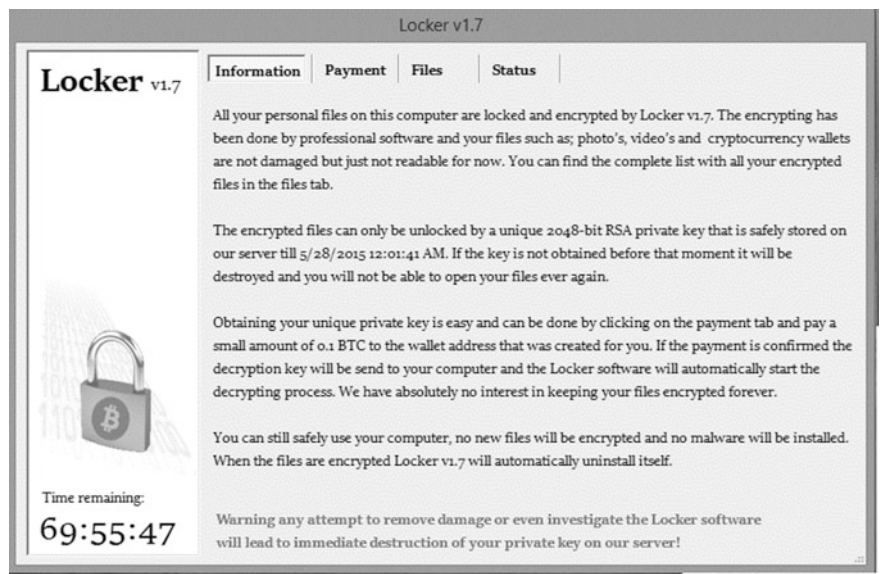 Locker v1.7
Locker v1.7
Information Payment Files Status
All your personal files on this computer are locked and encrypted by Locker v1.7. The encrypting has
been done by professional software and your files such as; photo's, video's and cryptocurrency wallets
are not damaged but just not readable for now. You can find the complete list with all your encrypted
files in the files tab.
The encrypted files can only be unlocked by a unique 2048-bit RSA private key that is safely stored on
our server till 5/28/2015 12:01:41 AM. If the key is not obtained before that moment it will be
destroyed and you will not be able to open your files ever again.
Obtaining your unique private key is easy and can be done by clicking on the payment tab and pay a
small amount of 0.1 BTC to the wallet address that was created for you. If the payment is confirmed the
decryption key will be send to your computer and the Locker software will automatically start the
decrypting process. We have absolutely no interest in keeping your files encrypted forever.
You can still safely use your computer, no new files will be encrypted and no malware will be installed.
When the files are encrypted Locker v1.7 will automatically uninstall itself.
Time remaining:
69:55:47
Warning any attempt to remove damage or even investigate the Locker software
will lead to immediate destruction of your private key on our server!